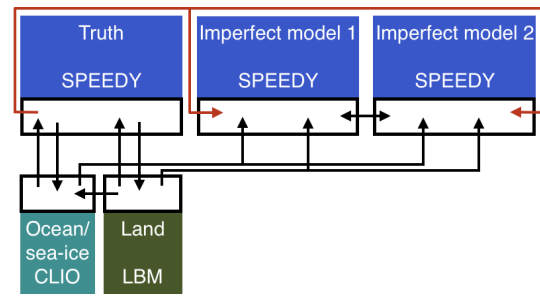 Truth
SPEEDY
Imperfect model 1
SPEEDY
Imperfect model 2
SPEEDY
Ocean/
sea-ice
CLIO
Land
LBM